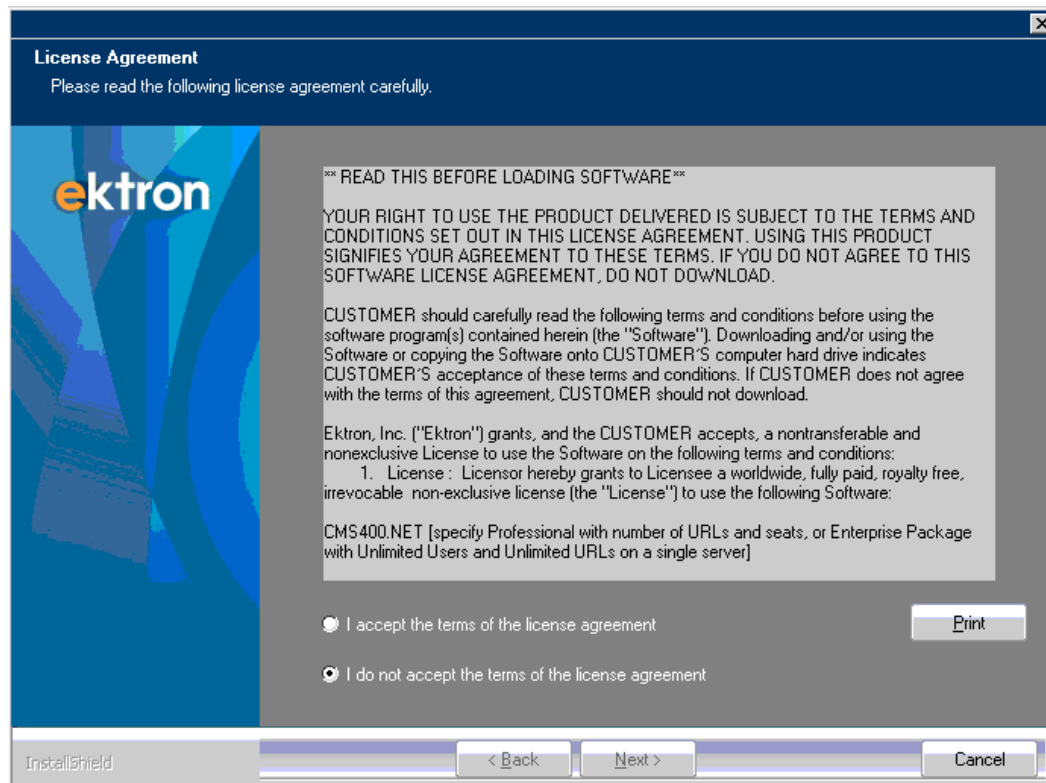 License Agreement
Please read the following license agreement carefully.
ektron
** READ THIS BEFORE LOADING SOFTWARE**
YOUR RIGHT TO USE THE PRODUCT DELIVERED IS SUBJECT TO THE TERMS AND
CONDITIONS SET OUT IN THIS LICENSE AGREEMENT. USING THIS PRODUCT
SIGNIFIES YOUR AGREEMENT TO THESE TERMS. IF YOU DO NOT AGREE TO THIS
SOFTWARE LICENSE AGREEMENT, DO NOT DOWNLOAD.
CUSTOMER should carefully read the following terms and conditions before using the
software program(s) contained herein (the "Software"). Downloading and/or using the
Software or copying the Software onto CUSTOMER´S computer hard drive indicates
CUSTOMER´S acceptance of these terms and conditions. If CUSTOMER does not agree
with the terms of this agreement, CUSTOMER should not download.
Ektron, Inc. ("Ektron") grants, and the CUSTOMER accepts, a nontransferable and
nonexclusive License to use the Software on the following terms and conditions:
1. License : Licensor hereby grants to Licensee a worldwide, fully paid, royalty free,
irrevocable non-exclusive license (the "License") to use the following Software:
CMS400.NET [specify Professional with number of URLs and seats, or Enterprise Package
with Unlimited Users and Unlimited URLs on a single server]
I accept the terms of the license agreement
Print
I do not accept the terms of the license agreement
InstallShield
< Back
Next >
Cancel